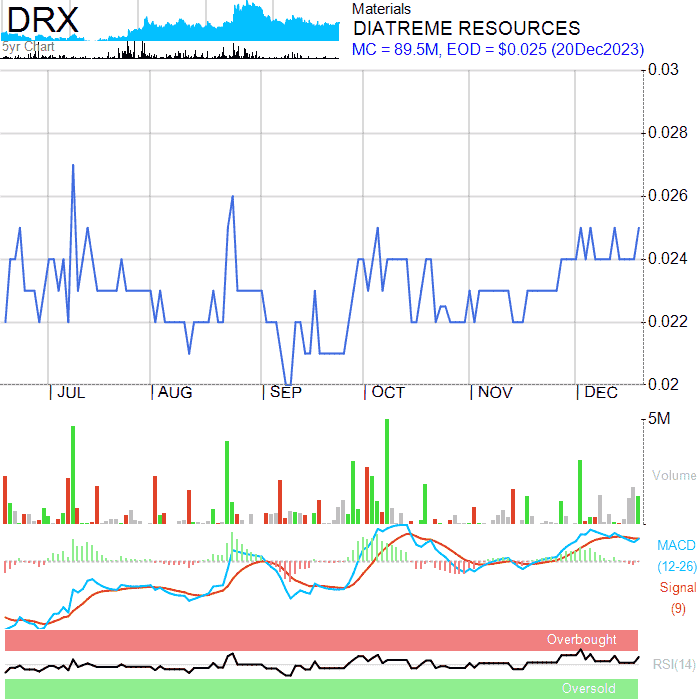 DRX
5yr Chart
Materials
DIATREME RESOURCES
MC = 89.5M, EOD = $0.025 (20Dec2023)
0.03
0.028
0.026
0.024
0.022
0.02
JUL AUG SEP OCT NOV DEC
5M
Volume
MACD
(12-26)
Signal
(9)
Overbought
RSI(14)
Oversold